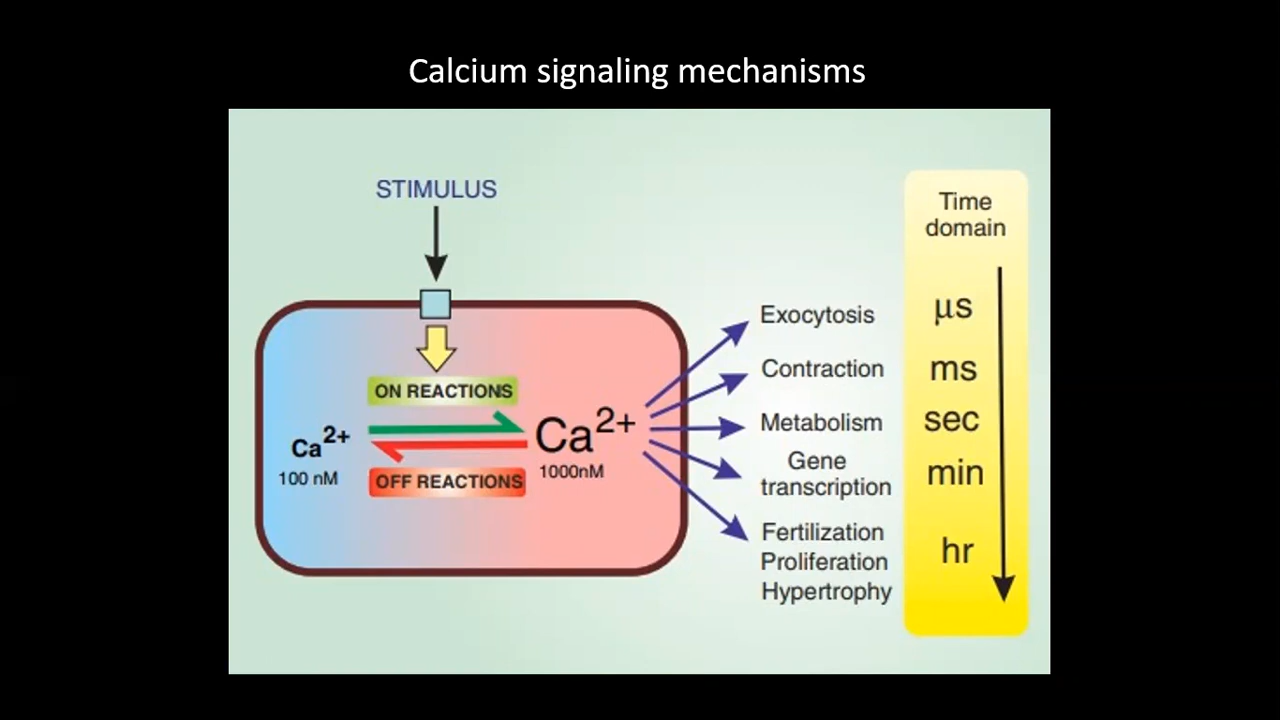 Calcium signaling mechanisms
STIMULUS
ON REACTIONS
Ca2+
100 nM
Ca2+
1000nM
OFF REACTIONS
Exocytosis
Contraction
Metabolism
Gene
transcription
Fertilization
Proliferation
Hypertrophy
Time
domain
µs
ms
sec
min
hr